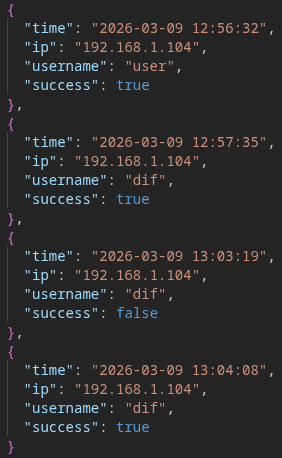 {
"time": "2026-03-09 12:56:32",
"ip": "192.168.1.104",
"username": "user",
"success": true
},
{
"time": "2026-03-09 12:57:35",
"ip": "192.168.1.104",
"username": "dif",
"success": true
},
{
"time": "2026-03-09 13:03:19",
"ip": "192.168.1.104",
"username": "dif",
"success": false
},
{
"time": "2026-03-09 13:04:08",
"ip": "192.168.1.104",
"username": "dif",
"success": true
}